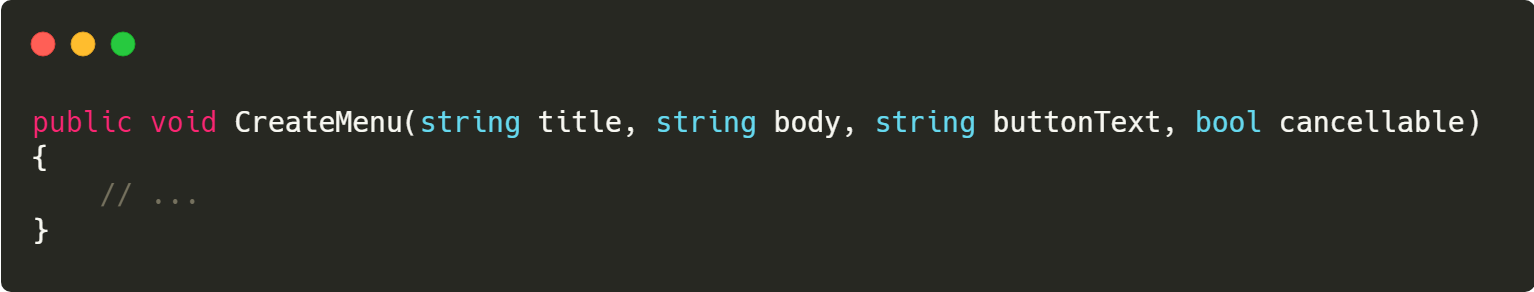 public void CreateMenu(string title, string body, string buttonText, bool cancellable)
{
    // ...
}